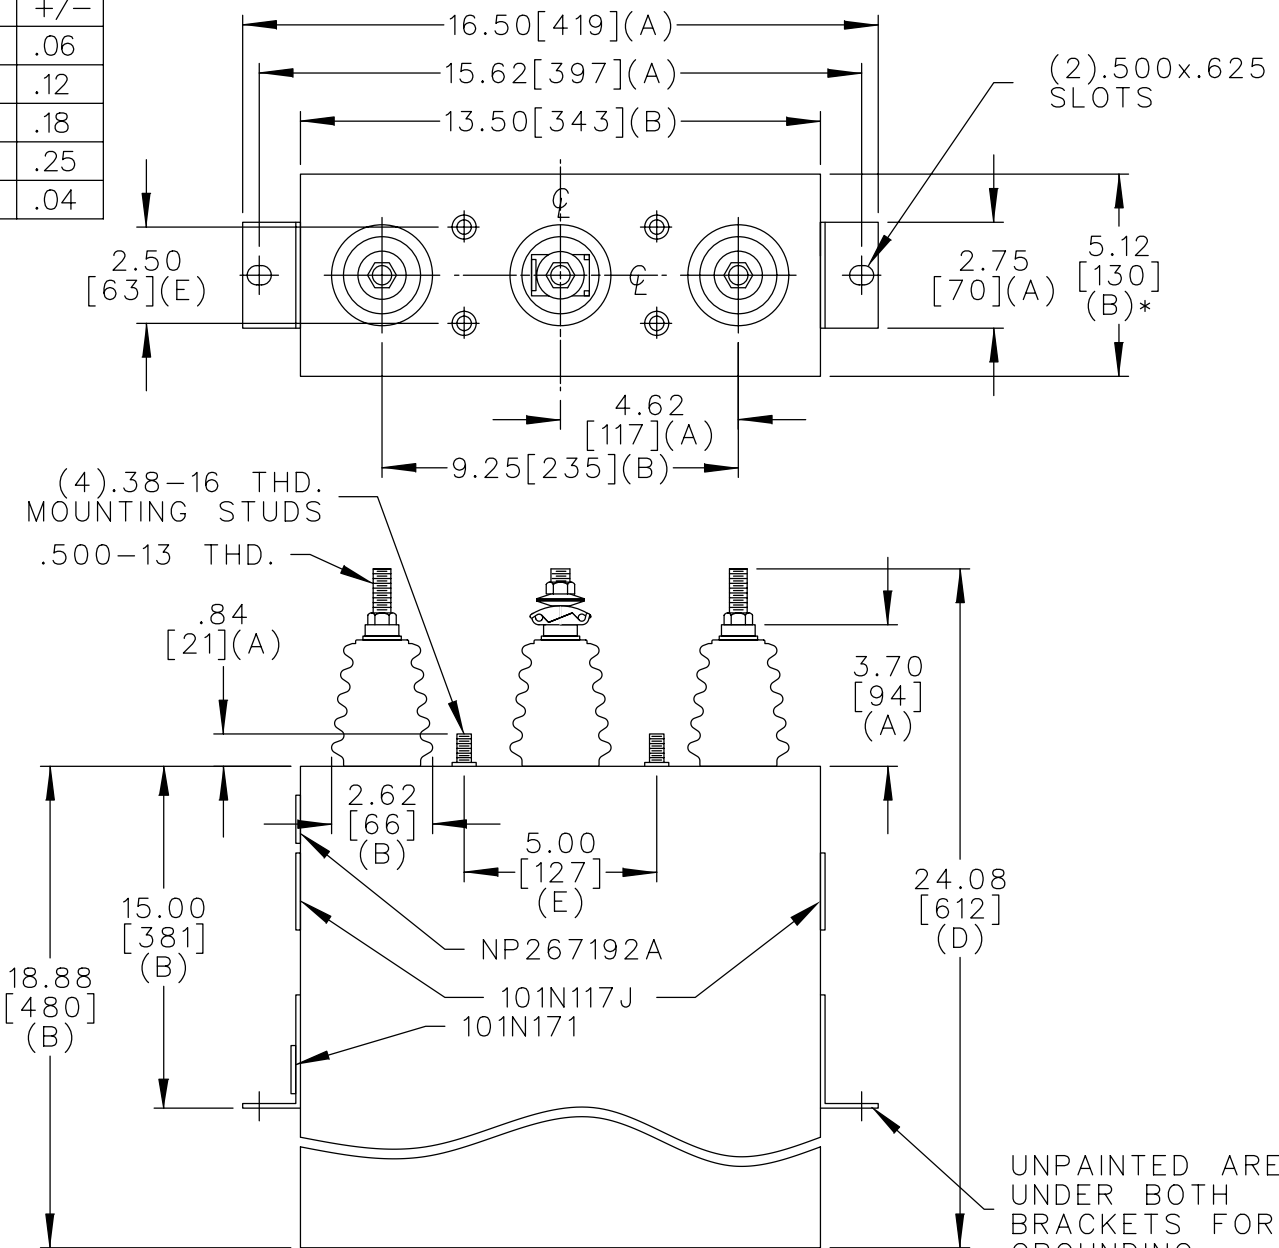 +/-
.06
.12
.18
.25
.04
16.50[419](A)
15.62[397](A)
13.50[343](B)
(2).500x.625
SLOTS
2.50
[63](E)
℄
℄
2.75
[70](A)
5.12
[130]
(B)*
4.62
[117](A)
9.25[235](B)
(4).38-16 THD.
MOUNTING STUDS
.500-13 THD.
.84
[21](A)
3.70
[94]
(A)
2.62
[66]
(B)
5.00
[127]
(E)
15.00
[381]
(B)
18.88
[480]
(B)
24.08
[612]
(D)
NP267192A
101N117J
101N171
UNPAINTED ARE
UNDER BOTH
BRACKETS FOR
GROUNDING